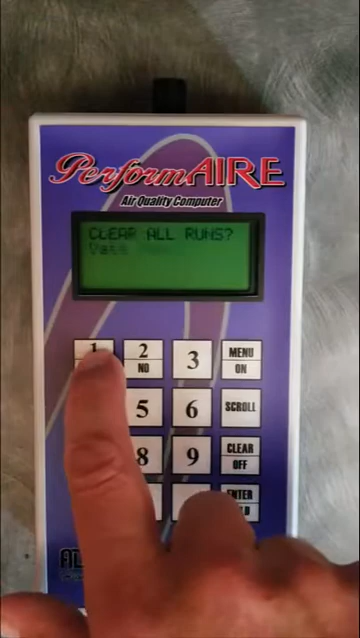 PerformAIRE
Air Quality Computer
CLEAR ALL RUNS?
1 2 3 MENU
NO ON
5 6 SCROLL
8 9 CLEAR
OFF